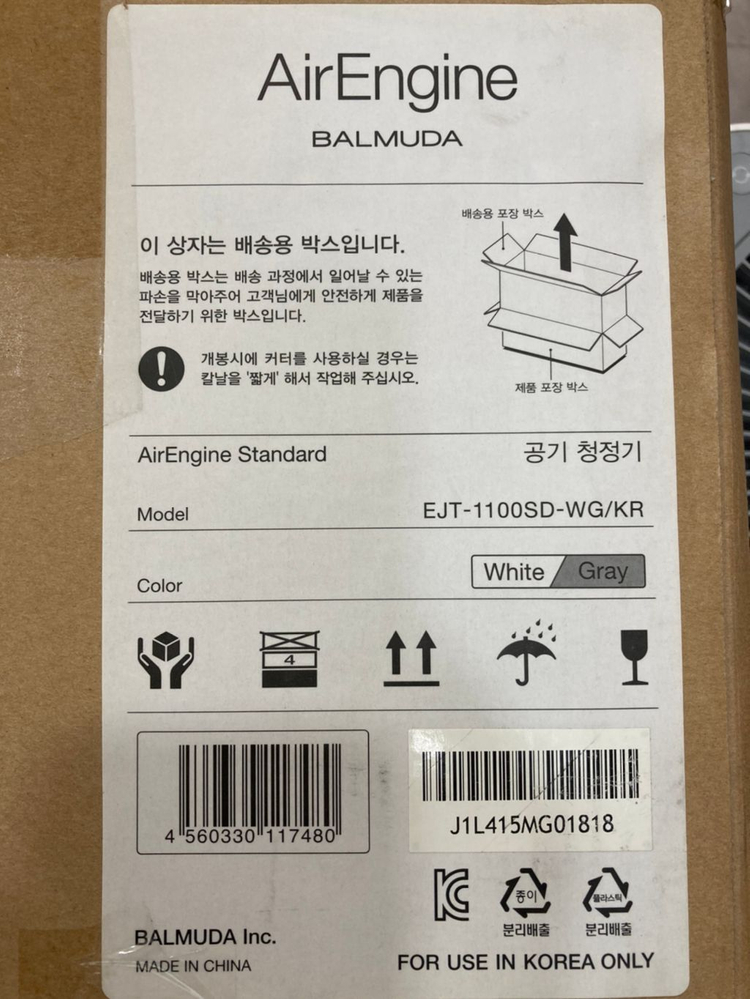 AirEngine
BALMUDA
배송용 포장 박스
이 상자는 배송용 박스입니다.
배송용 박스는 배송 과정에서 일어날 수 있는
파손을 막아주어 고객님에게 안전하게 제품을
전달하기 위한 박스입니다.
개봉시에 커터를 사용하실 경우는
칼날을 '짧게' 해서 작업해 주십시오.
제품 포장 박스
AirEngine Standard 공기 청정기
Model EJT-1100SD-WG/KR
Color White Gray
4
4 560330 117480
J1L415MG01818
종이 플라스틱
분리배출 분리배출
BALMUDA Inc.
MADE IN CHINA FOR USE IN KOREA ONLY